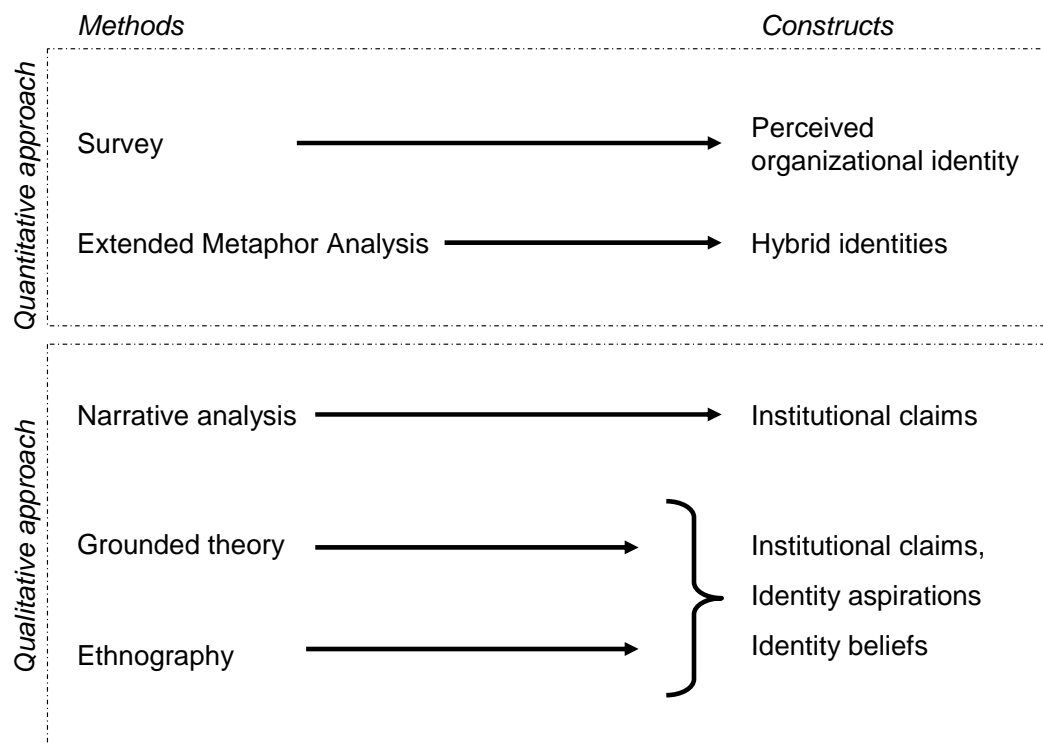 Methods
Constructs
Quantitative approach
Survey
Perceived
organizational identity
Extended Metaphor Analysis
Hybrid identities
Qualitative approach
Narrative analysis
Institutional claims
Grounded theory
Institutional claims,
Identity aspirations
Ethnography
Identity beliefs